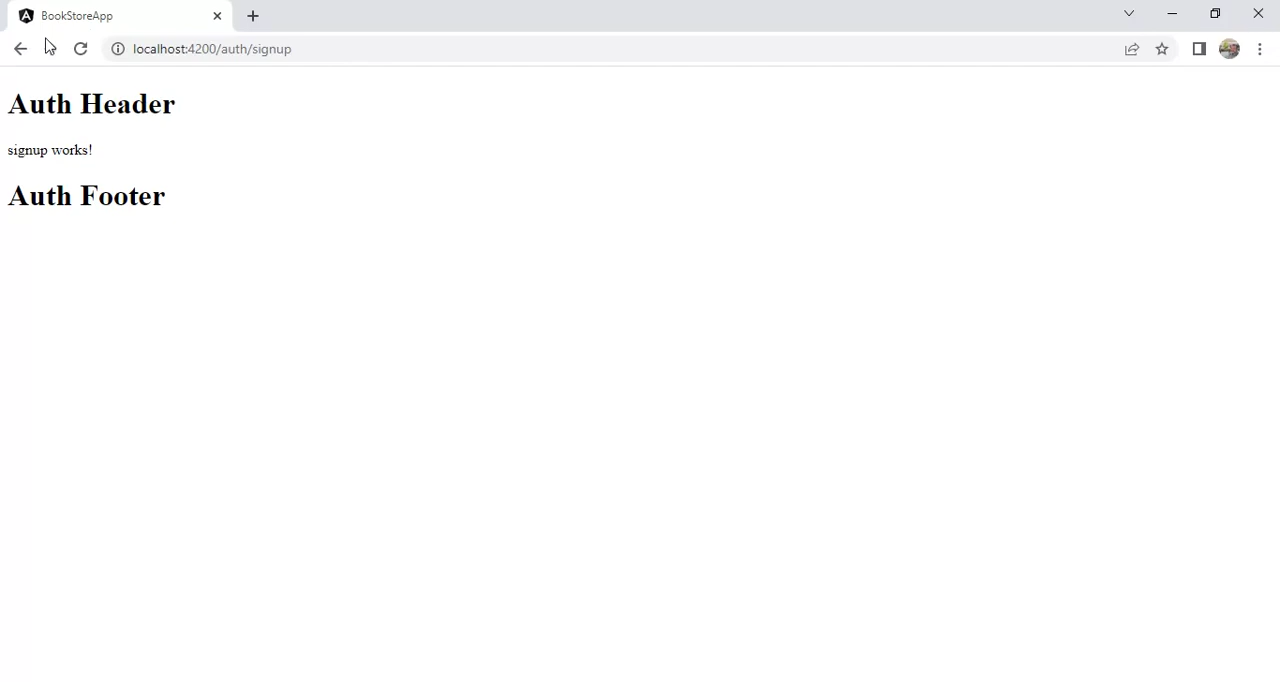 BookStoreApp
localhost:4200/auth/signup
Auth Header
signup works!
Auth Footer